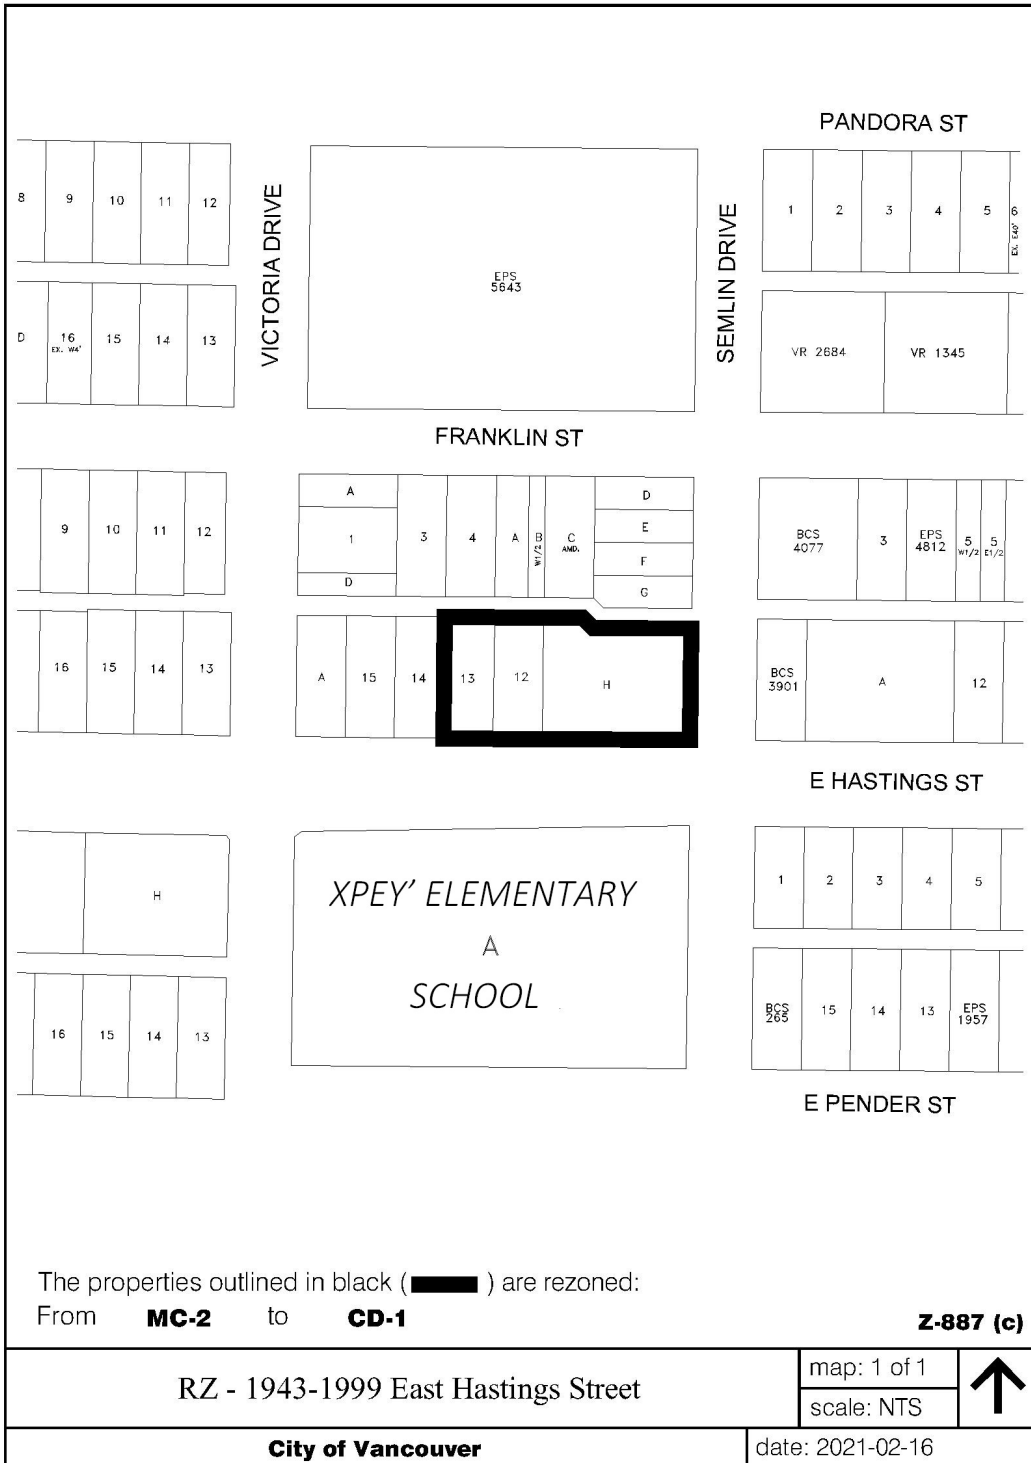 PANDORA ST
8 9 10 11 12
1 2 3 4 5 6
EX. E40'
VICTORIA DRIVE
EPS
5643
SEMLIN DRIVE
D 16 15 14 13
EX. W4'
VR 2684 VR 1345
FRANKLIN ST
9 10 11 12
A
1
D
3 4 A B C
W1/2 AMD.
D
E
F
G
BCS
4077
3
EPS
4812
5
W1/2
5
E1/2
16 15 14 13
A 15 14 13 12 H
BCS
3901
A 12
E HASTINGS ST
H
XPEY' ELEMENTARY
A
SCHOOL
1 2 3 4 5
16 15 14 13
BCS
265
15 14 13
EPS
1957
E PENDER ST
The properties outlined in black ( ) are rezoned:
From MC-2 to CD-1
Z-887 (c)
RZ - 1943-1999 East Hastings Street
map: 1 of 1
scale: NTS
City of Vancouver
date: 2021-02-16